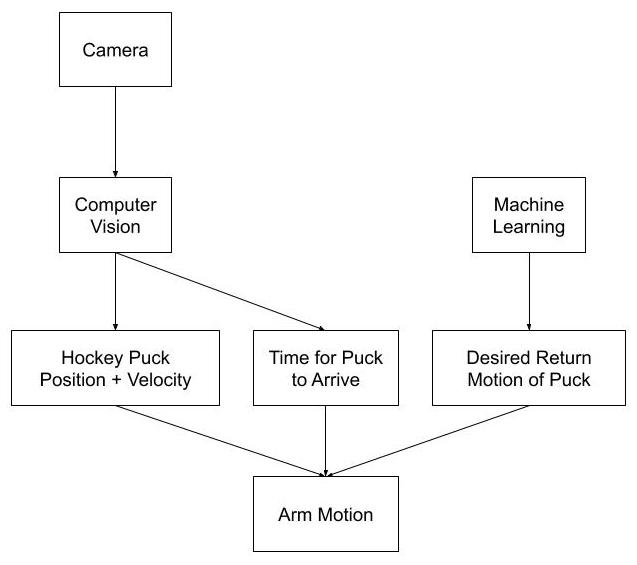 Camera
Computer
Vision
Machine
Learning
Hockey Puck
Position + Velocity
Time for Puck
to Arrive
Desired Return
Motion of Puck
Arm Motion